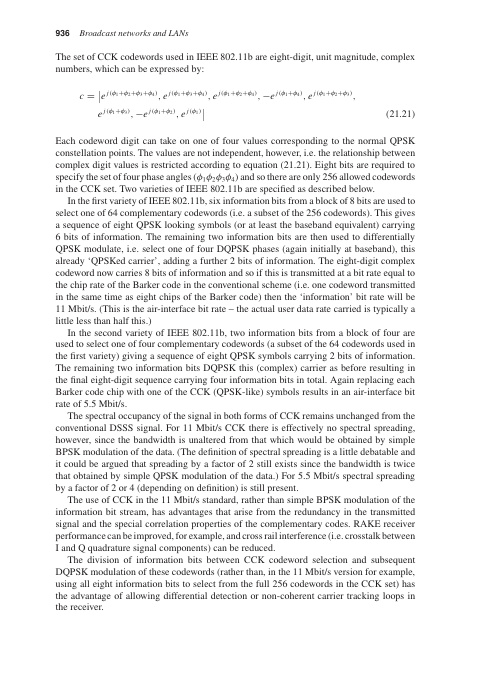 936 Broadcast networks and LANs
The set of CCK codewords used in IEEE 802.11b are eight-digit, unit magnitude, complex
numbers, which can be expressed by:
c = |e^{j(ϕ₁+ϕ₂+ϕ₃+ϕ₄)}, e^{j(ϕ₁+ϕ₃+ϕ₄)}, e^{j(ϕ₁+ϕ₂+ϕ₄)}, −e^{j(ϕ₁+ϕ₄)}, e^{j(ϕ₁+ϕ₂+ϕ₃)},
e^{j(ϕ₁+ϕ₃)}, −e^{j(ϕ₁+ϕ₂)}, e^{j(ϕ₁)}| (21.21)
Each codeword digit can take on one of four values corresponding to the normal QPSK
constellation points. The values are not independent, however, i.e. the relationship between
complex digit values is restricted according to equation (21.21). Eight bits are required to
specify the set of four phase angles (ϕ₁ϕ₂ϕ₃ϕ₄) and so there are only 256 allowed codewords
in the CCK set. Two varieties of IEEE 802.11b are specified as described below.
In the first variety of IEEE 802.11b, six information bits from a block of 8 bits are used to
select one of 64 complementary codewords (i.e. a subset of the 256 codewords). This gives
a sequence of eight QPSK looking symbols (or at least the baseband equivalent) carrying
6 bits of information. The remaining two information bits are then used to differentially
QPSK modulate, i.e. select one of four DQPSK phases (again initially at baseband), this
already ‘QPSKed carrier’, adding a further 2 bits of information. The eight-digit complex
codeword now carries 8 bits of information and so if this is transmitted at a bit rate equal to
the chip rate of the Barker code in the conventional scheme (i.e. one codeword transmitted
in the same time as eight chips of the Barker code) then the ‘information’ bit rate will be
11 Mbit/s. (This is the air-interface bit rate – the actual user data rate carried is typically a
little less than half this.)
In the second variety of IEEE 802.11b, two information bits from a block of four are
used to select one of four complementary codewords (a subset of the 64 codewords used in
the first variety) giving a sequence of eight QPSK symbols carrying 2 bits of information.
The remaining two information bits DQPSK this (complex) carrier as before resulting in
the final eight-digit sequence carrying four information bits in total. Again replacing each
Barker code chip with one of the CCK (QPSK-like) symbols results in an air-interface bit
rate of 5.5 Mbit/s.
The spectral occupancy of the signal in both forms of CCK remains unchanged from the
conventional DSSS signal. For 11 Mbit/s CCK there is effectively no spectral spreading,
however, since the bandwidth is unaltered from that which would be obtained by simple
BPSK modulation of the data. (The definition of spectral spreading is a little debatable and
it could be argued that spreading by a factor of 2 still exists since the bandwidth is twice
that obtained by simple QPSK modulation of the data.) For 5.5 Mbit/s spectral spreading
by a factor of 2 or 4 (depending on definition) is still present.
The use of CCK in the 11 Mbit/s standard, rather than simple BPSK modulation of the
information bit stream, has advantages that arise from the redundancy in the transmitted
signal and the special correlation properties of the complementary codes. RAKE receiver
performance can be improved, for example, and cross rail interference (i.e. crosstalk between
I and Q quadrature signal components) can be reduced.
The division of information bits between CCK codeword selection and subsequent
DQPSK modulation of these codewords (rather than, in the 11 Mbit/s version for example,
using all eight information bits to select from the full 256 codewords in the CCK set) has
the advantage of allowing differential detection or non-coherent carrier tracking loops in
the receiver.